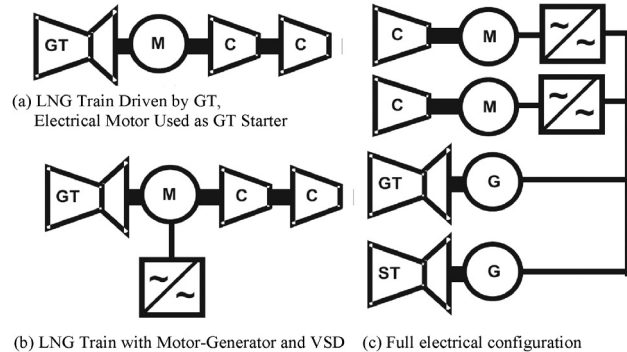 GT M C C
(a) LNG Train Driven by GT,
Electrical Motor Used as GT Starter
GT M C C
~
~
(b) LNG Train with Motor-Generator and VSD
C M ~ ~
C M ~ ~
GT G
ST G
(c) Full electrical configuration